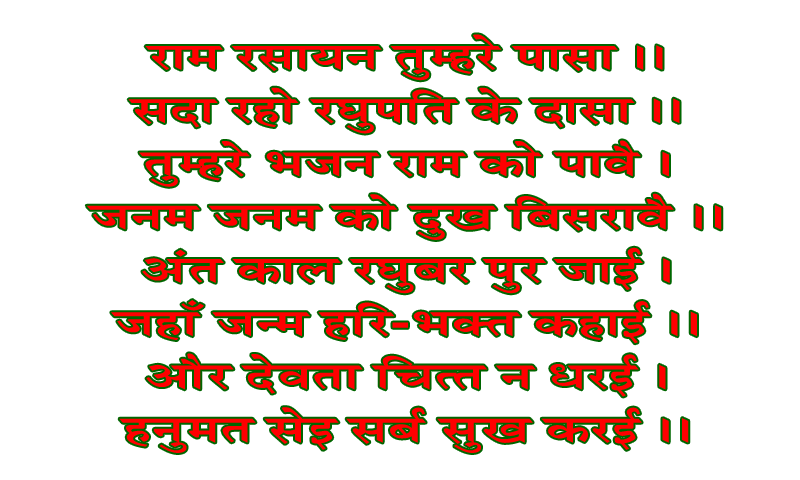 राम रसायन तुम्हरे पासा ।।
सदा रहो रघुपति के दासा ।।
तुम्हरे भजन राम को पावै ।
जनम जनम को दुख बिसरावै ।।
अंत काल रघुबर पुर जाई ।
जहाँ जन्म हरि-भक्त कहाई ।।
और देवता चित्त न धरई ।
हनुमत सेइ सर्ब सुख करई ।।